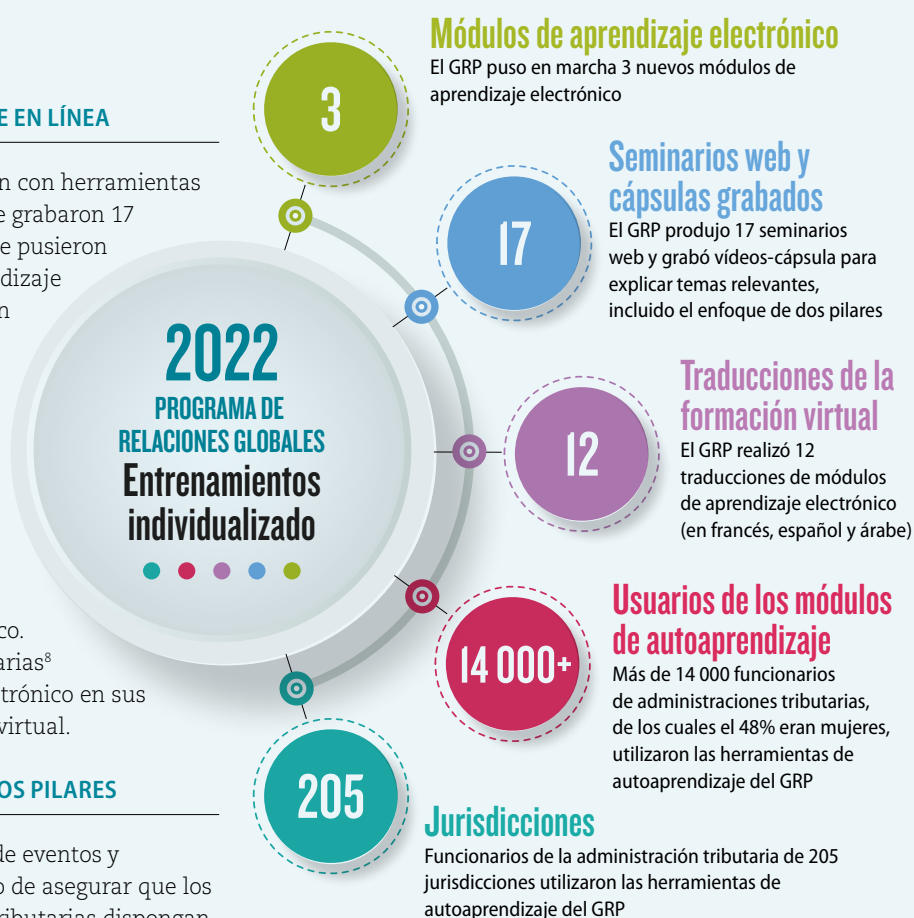 E EN LÍNEA
n con herramientas
e grabaron 17
e pusieron
dizaje
n
co.
arias⁸
trónico en sus
virtual.
OS PILARES
de eventos y
o de asegurar que los
ributarias dispongan
2022
PROGRAMA DE
RELACIONES GLOBALES
Entrenamientos
individualizado
3
Módulos de aprendizaje electrónico
El GRP puso en marcha 3 nuevos módulos de
aprendizaje electrónico
17
Seminarios web y
cápsulas grabados
El GRP produjo 17 seminarios
web y grabó vídeos-cápsula para
explicar temas relevantes,
incluido el enfoque de dos pilares
12
Traducciones de la
formación virtual
El GRP realizó 12
traducciones de módulos
de aprendizaje electrónico
(en francés, español y árabe)
14 000+
Usuarios de los módulos
de autoaprendizaje
Más de 14 000 funcionarios
de administraciones tributarias,
de los cuales el 48% eran mujeres,
utilizaron las herramientas de
autoaprendizaje del GRP
205
Jurisdicciones
Funcionarios de la administración tributaria de 205
jurisdicciones utilizaron las herramientas de
autoaprendizaje del GRP